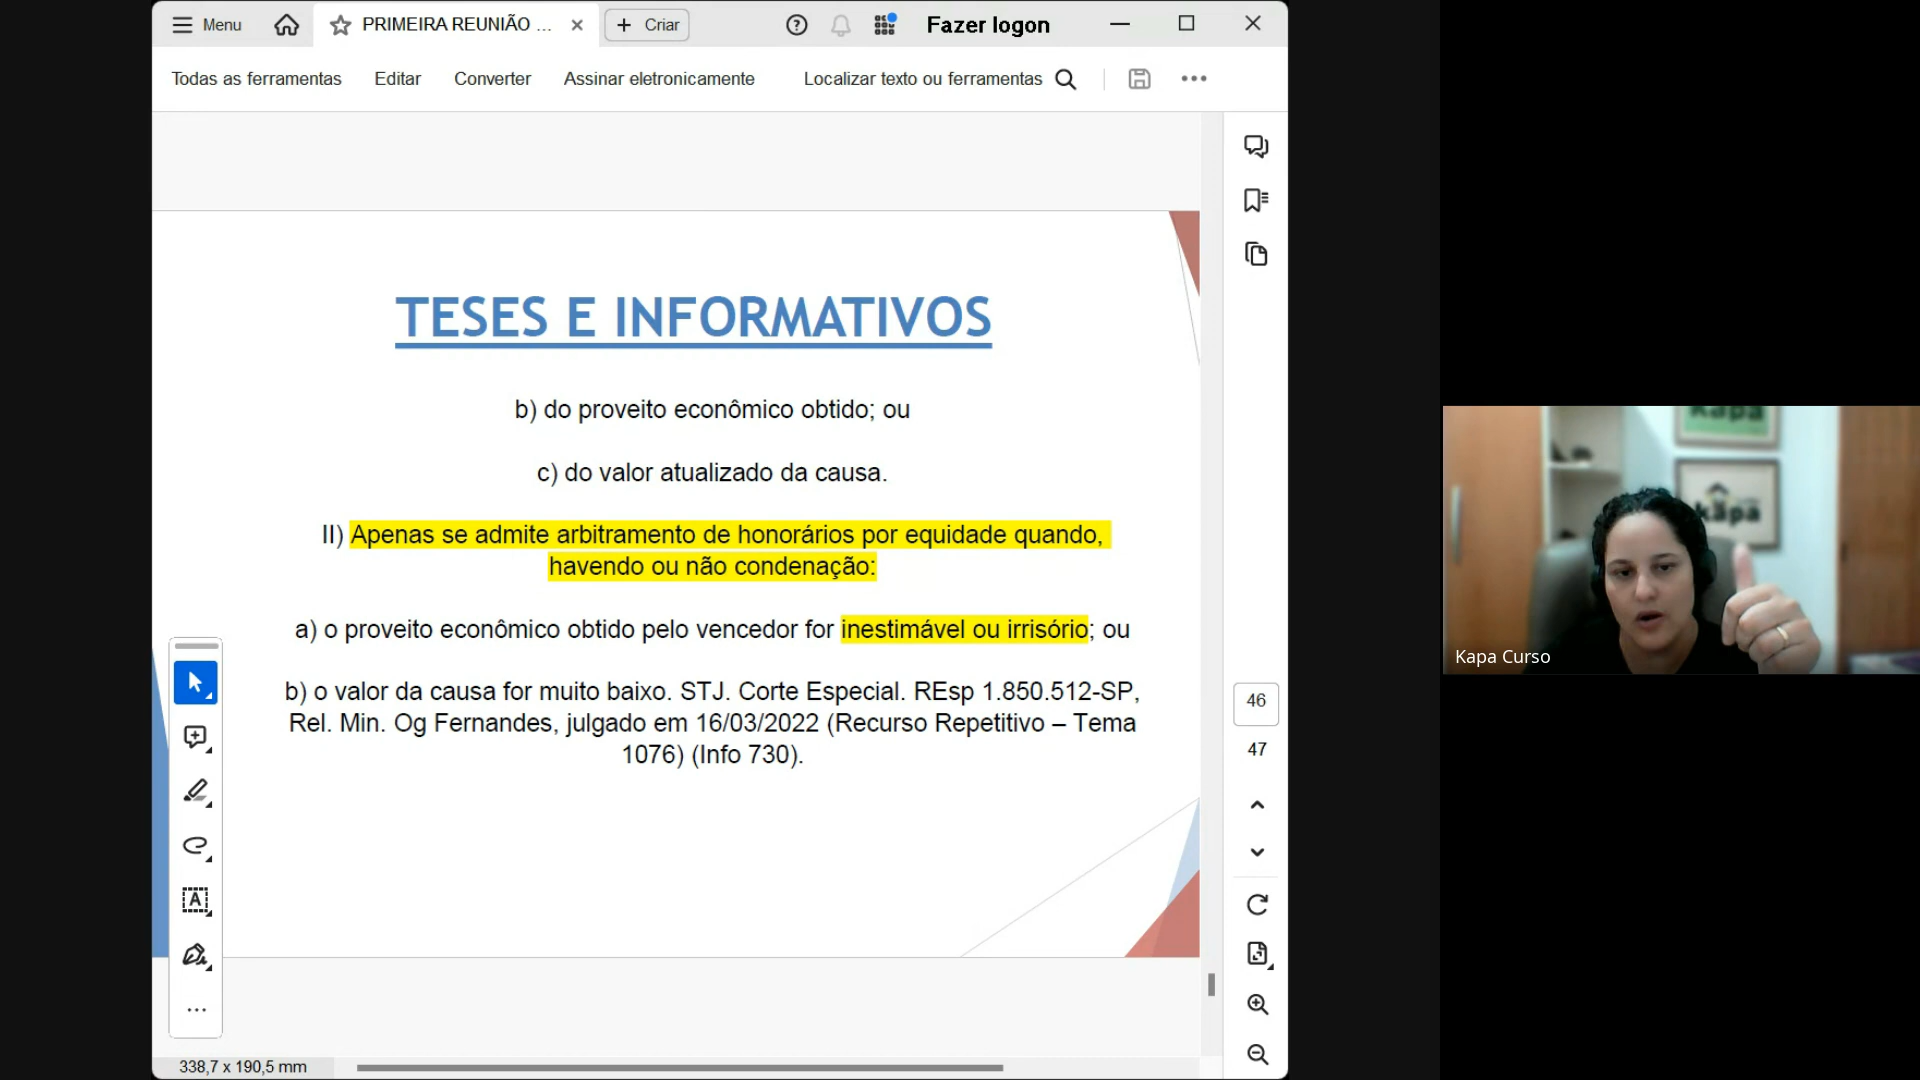 Menu
PRIMEIRA REUNIÃO ...
Criar
Fazer logon
Todas as ferramentas
Editar
Converter
Assinar eletronicamente
Localizar texto ou ferramentas
TESES E INFORMATIVOS
b) do proveito econômico obtido; ou
c) do valor atualizado da causa.
II) Apenas se admite arbitramento de honorários por equidade quando,
havendo ou não condenação:
a) o proveito econômico obtido pelo vencedor for inestimável ou irrisório; ou
b) o valor da causa for muito baixo. STJ. Corte Especial. REsp 1.850.512-SP,
Rel. Min. Og Fernandes, julgado em 16/03/2022 (Recurso Repetitivo – Tema
1076) (Info 730).
46
47
338,7 x 190,5 mm
kapa
kapa
Kapa Curso